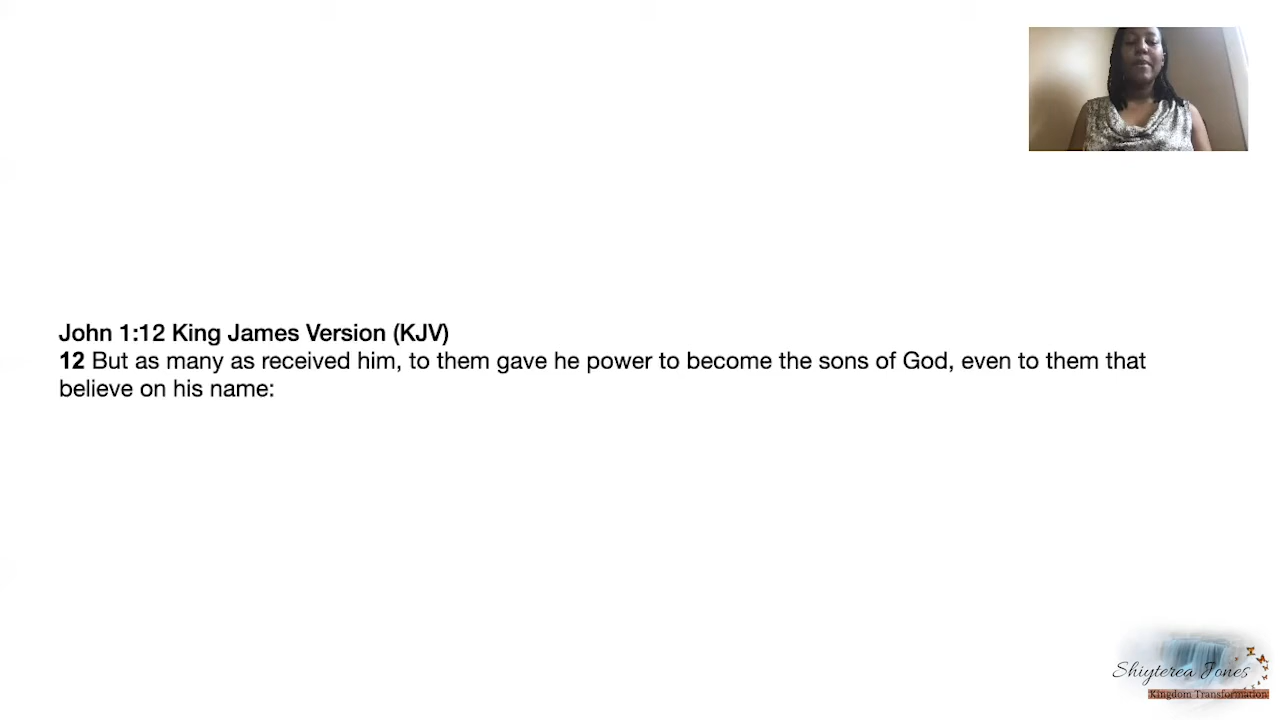 John 1:12 King James Version (KJV)
12 But as many as received him, to them gave he power to become the sons of God, even to them that
believe on his name:
Shiyterea Jones
Kingdom Transformation